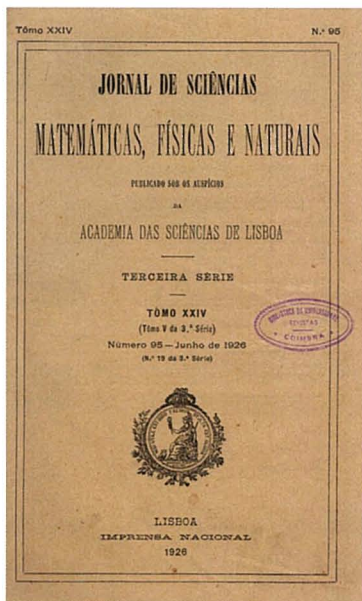 Tômo XXIV
N.º 95
JORNAL DE SCIÊNCIAS
MATEMÁTICAS, FÍSICAS E NATURAIS
PUBLICADO SOB OS AUSPÍCIOS
DA
ACADEMIA DAS SCIÊNCIAS DE LISBOA
TERCEIRA SÉRIE
TÔMO XXIV
(Tômo V da 3.ª Série)
Número 95—Junho de 1926
(N.º 19 da 3.ª Série)
REVISTAS
COIMBRA
LISBOA
IMPRENSA NACIONAL
1926